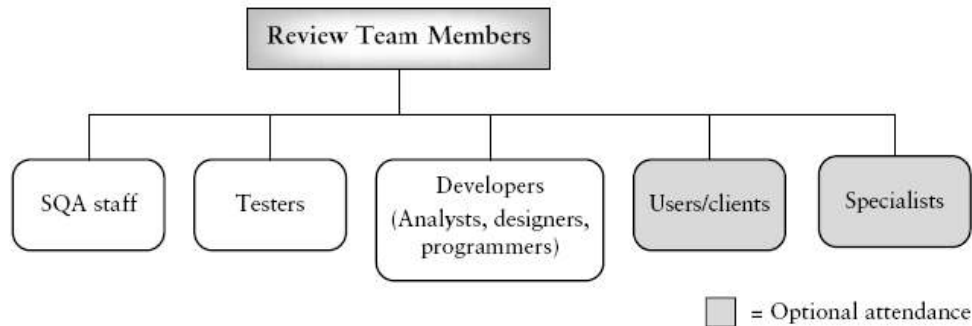 Review Team Members
SQA staff
Testers
Developers
(Analysts, designers,
programmers)
Users/clients
Specialists
= Optional attendance